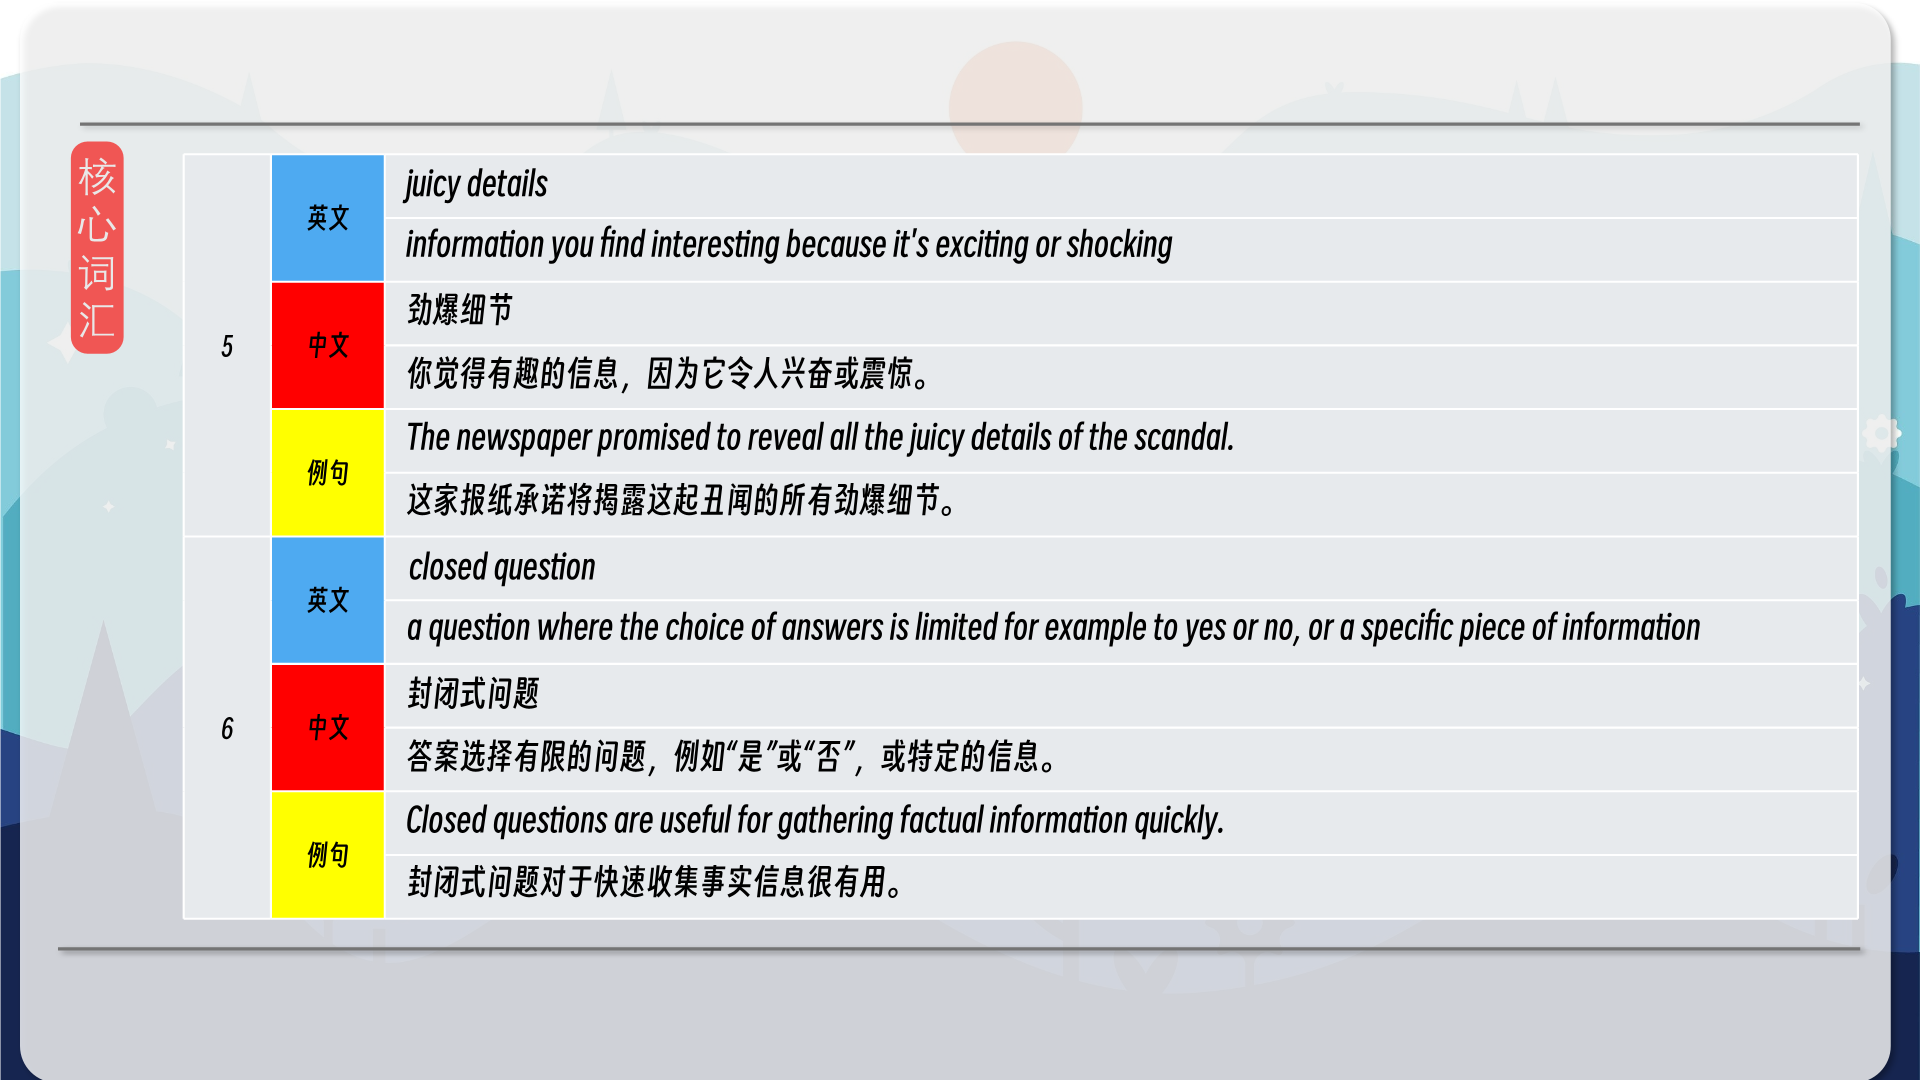 核心词汇
5
英文
juicy details
information you find interesting because it's exciting or shocking
中文
劲爆细节
你觉得有趣的信息，因为它令人兴奋或震惊。
例句
The newspaper promised to reveal all the juicy details of the scandal.
这家报纸承诺将揭露这起丑闻的所有劲爆细节。
6
英文
closed question
a question where the choice of answers is limited for example to yes or no, or a specific piece of information
中文
封闭式问题
答案选择有限的问题，例如“是”或“否”，或特定的信息。
例句
Closed questions are useful for gathering factual information quickly.
封闭式问题对于快速收集事实信息很有用。